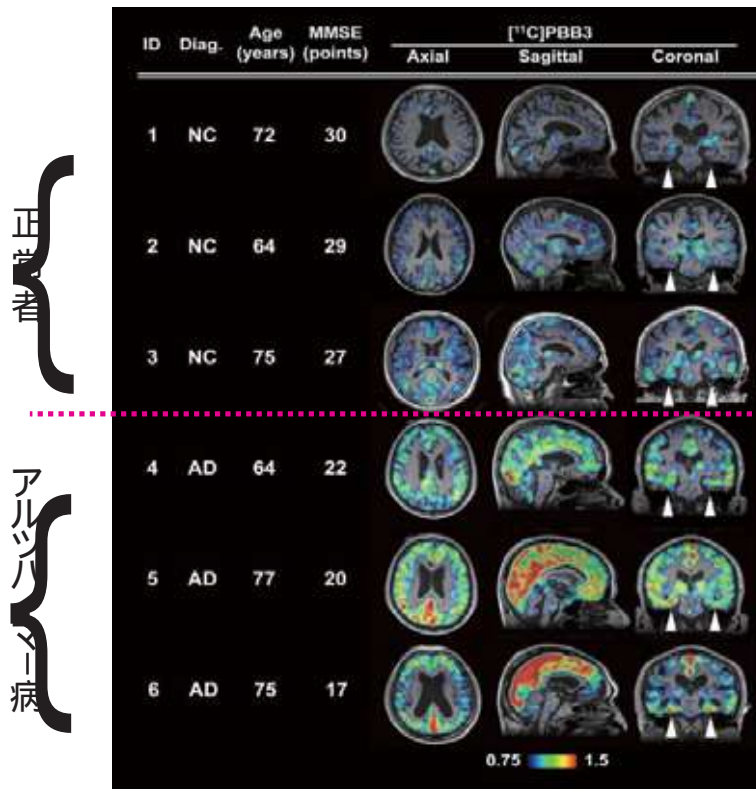 ID Diag. Age (years) MMSE (points) [¹¹C]PBB3
Axial Sagittal Coronal
正常者
1 NC 72 30
2 NC 64 29
3 NC 75 27
アルツハイマー病
4 AD 64 22
5 AD 77 20
6 AD 75 17
0.75 1.5